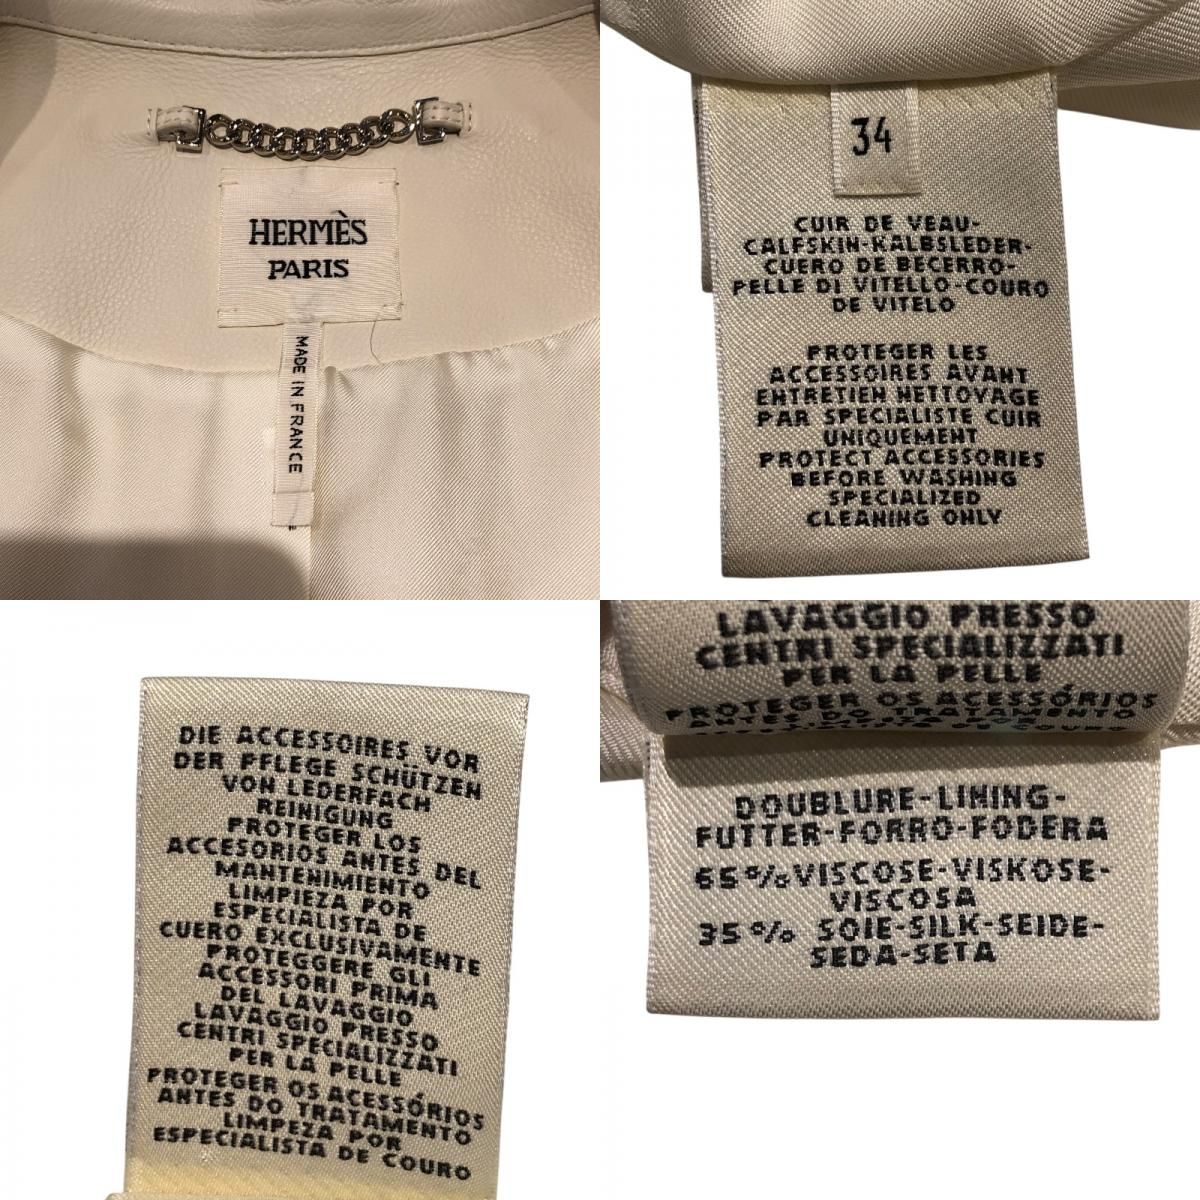 HERMÈS
PARIS
MADE IN FRANCE
34
CUIR DE VEAU-
CALFSKIN-KALBSLEDER-
CUERO DE BECERRO-
PELLE DI VITELLO-COURO
DE VITELO
PROTEGER LES
ACCESSOIRES AVANT
ENTRETIEN NETTOYAGE
PAR SPECIALISTE CUIR
UNIQUEMENT
PROTECT ACCESSORIES
BEFORE WASHING
SPECIALIZED
CLEANING ONLY
DIE ACCESSOIRES VOR
DER PFLEGE SCHÜTZEN
VON LEDERFACH
REINIGUNG
PROTEGER LOS
ACCESORIOS ANTES DEL
MANTENIMIENTO
LIMPIEZA POR
ESPECIALISTA DE
CUERO EXCLUSIVAMENTE
PROTEGGERE GLI
ACCESSORI PRIMA
DEL LAVAGGIO
LAVAGGIO PRESSO
CENTRI SPECIALIZZATI
PER LA PELLE
PROTEGER OS ACESSÓRIOS
ANTES DO TRATAMENTO
LIMPEZA POR
ESPECIALISTA DE COURO
LAVAGGIO PRESSO
CENTRI SPECIALIZZATI
PER LA PELLE
PROTEGER OS ACESSÓRIOS
ANTES DO TRATAMENTO
DOUBLURE-LINING-
FUTTER-FORRO-FODERA
65% VISCOSE-VISKOSE-
VISCOSA
35% SOIE-SILK-SEIDE-
SEDA-SETA